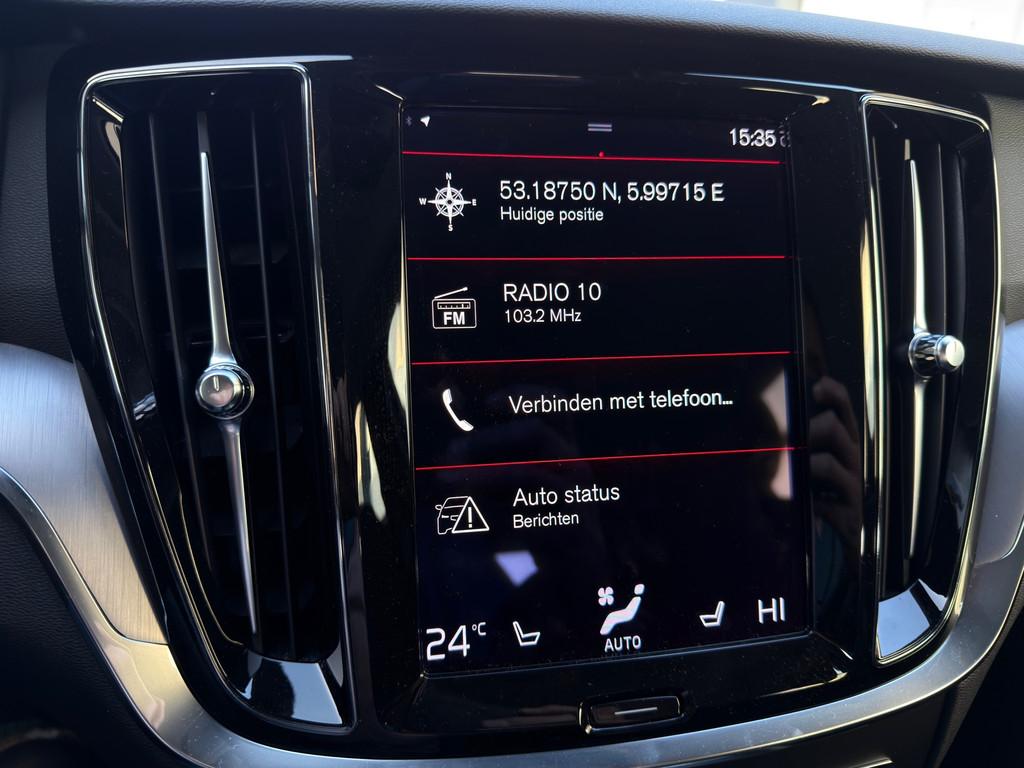 15:35
N
W E
S
53.18750 N, 5.99715 E
Huidige positie
RADIO 10
FM
103.2 MHz
Verbinden met telefoon...
Auto status
Berichten
24°C
AUTO
HI